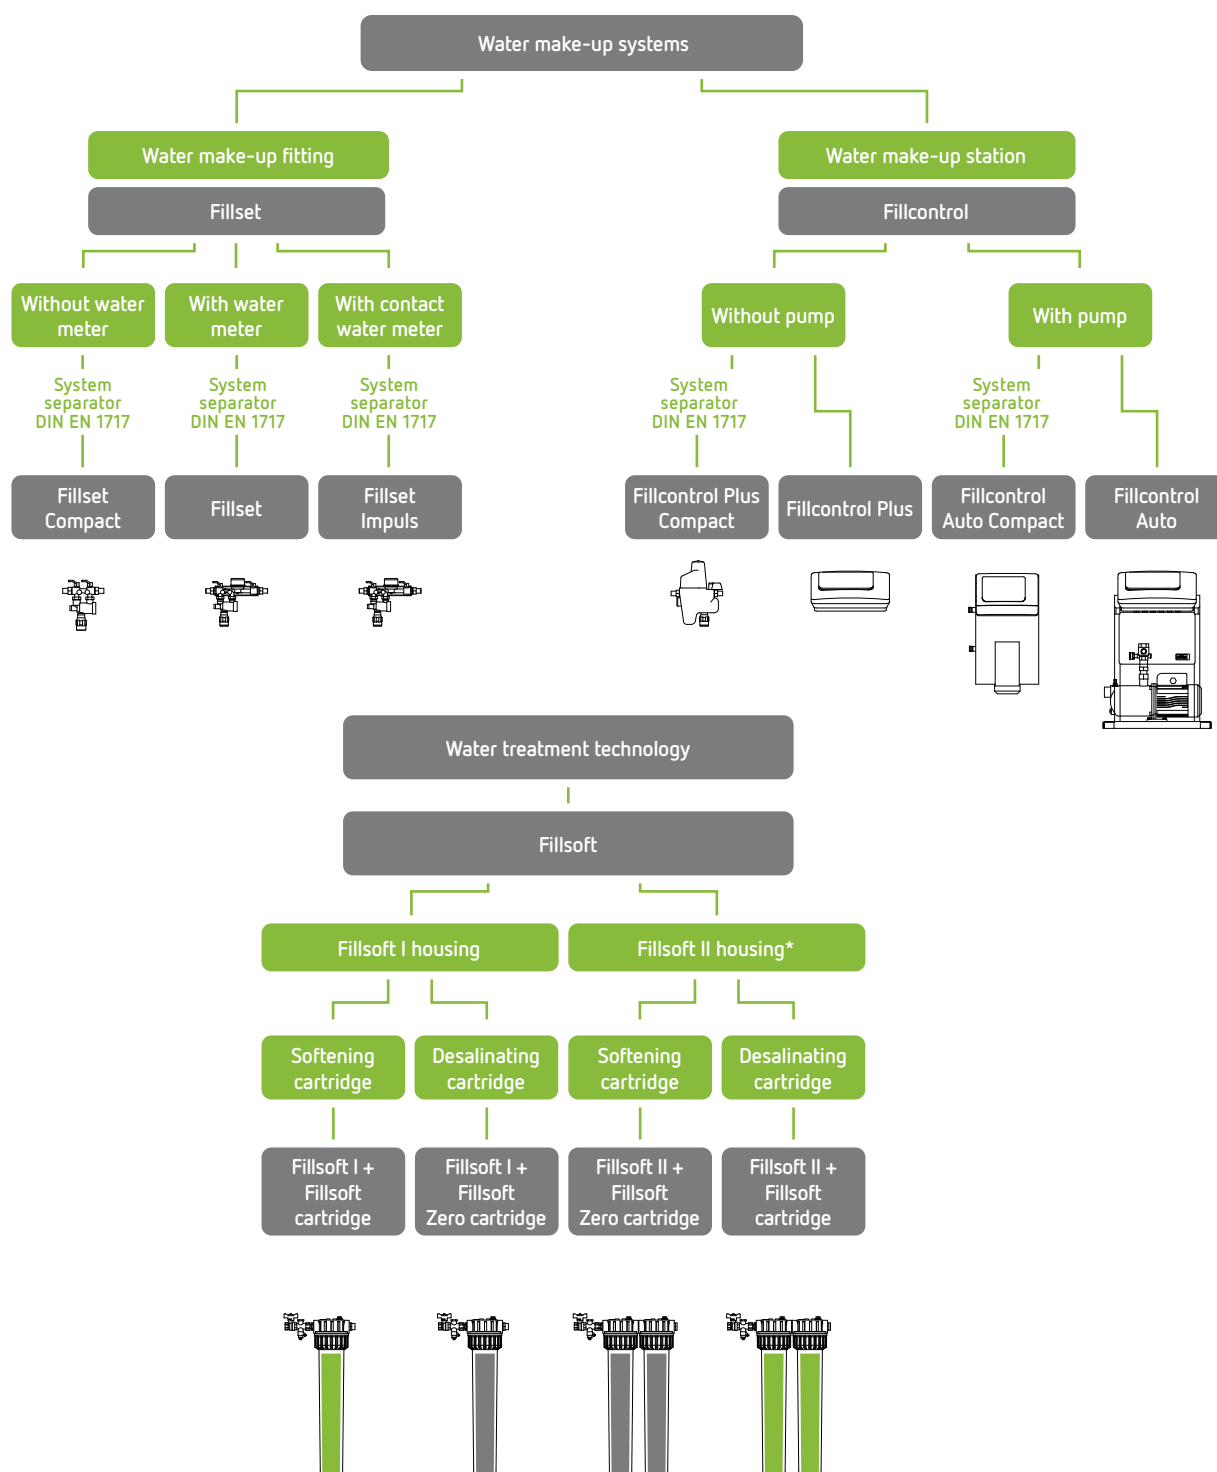 Water make-up systems
Water make-up fitting
Water make-up station
Fillset
Fillcontrol
Without water
meter
With water
meter
With contact
water meter
Without pump
With pump
System
separator
DIN EN 1717
System
separator
DIN EN 1717
System
separator
DIN EN 1717
System
separator
DIN EN 1717
System
separator
DIN EN 1717
Fillset
Compact
Fillset
Fillset
Impuls
Fillcontrol Plus
Compact
Fillcontrol Plus
Fillcontrol
Auto Compact
Fillcontrol
Auto
Water treatment technology
Fillsoft
Fillsoft I housing
Fillsoft II housing*
Softening
cartridge
Desalinating
cartridge
Softening
cartridge
Desalinating
cartridge
Fillsoft I +
Fillsoft
cartridge
Fillsoft I +
Fillsoft
Zero cartridge
Fillsoft II +
Fillsoft
Zero cartridge
Fillsoft II +
Fillsoft
cartridge